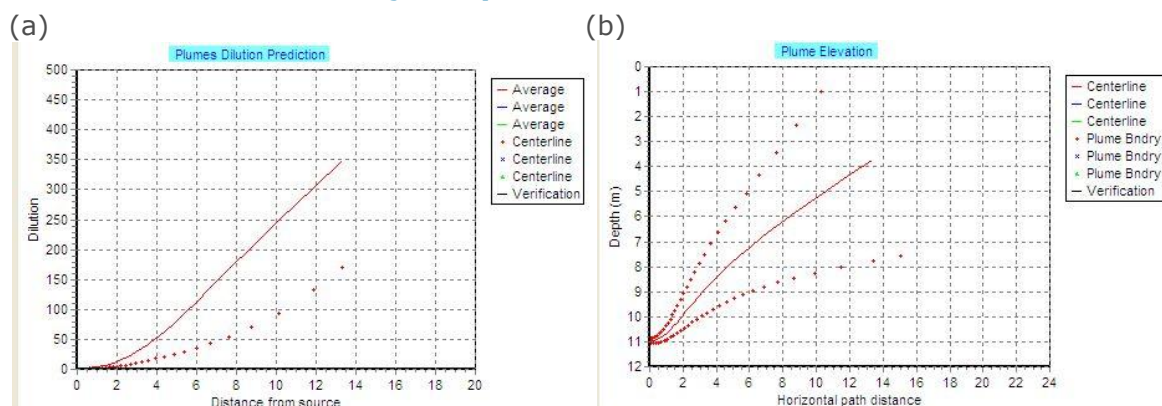 (a)
Plumes Dilution Prediction
500
450
400
350
300
250
200
150
100
50
0
Dilution
0 2 4 6 8 10 12 14 16 18 20
Distance from source
Average
Average
Average
Centerline
Centerline
Centerline
Verification
(b)
Plume Elevation
0
1
2
3
4
5
6
7
8
9
10
11
12
Depth (m)
0 2 4 6 8 10 12 14 16 18 20 22 24
Horizontal path distance
Centerline
Centerline
Centerline
Plume Bndry
Plume Bndry
Plume Bndry
Verification